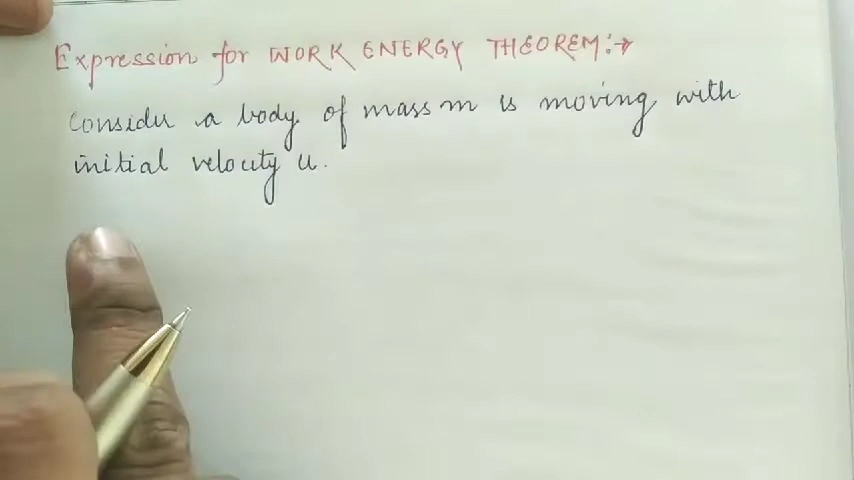 Expression for WORK ENERGY THEOREM:→
Consider a body of mass m is moving with
initial velocity u.